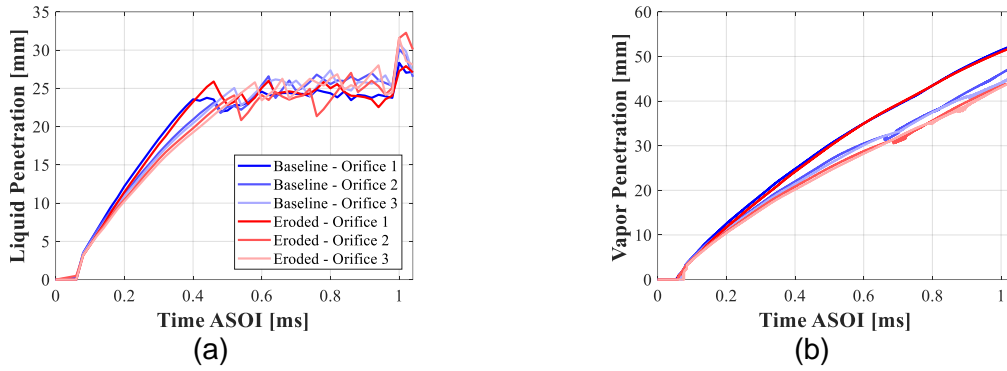 35
30
25
20
15
10
5
0
Liquid Penetration [mm]
0
0.2
0.4
0.6
0.8
1
Time ASOI [ms]
Baseline - Orifice 1
Baseline - Orifice 2
Baseline - Orifice 3
Eroded - Orifice 1
Eroded - Orifice 2
Eroded - Orifice 3
(a)
60
50
40
30
20
10
0
Vapor Penetration [mm]
0
0.2
0.4
0.6
0.8
1
Time ASOI [ms]
(b)